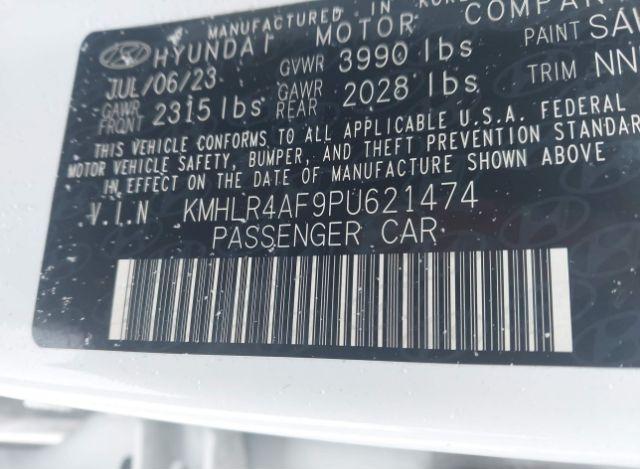 MANUFACTURED IN
HYUNDAI MOTOR COMPAN
JUL/06/23 GVWR 3990 lbs PAINT SAW
GAWR FRONT 2315 lbs GAWR REAR 2028 lbs TRIM NN
THIS VEHICLE CONFORMS TO ALL APPLICABLE U.S.A. FEDERAL
MOTOR VEHICLE SAFETY, BUMPER, AND THEFT PREVENTION STANDAR
IN EFFECT ON THE DATE OF MANUFACTURE SHOWN ABOVE
V.I.N KMHLR4AF9PU621474
PASSENGER CAR